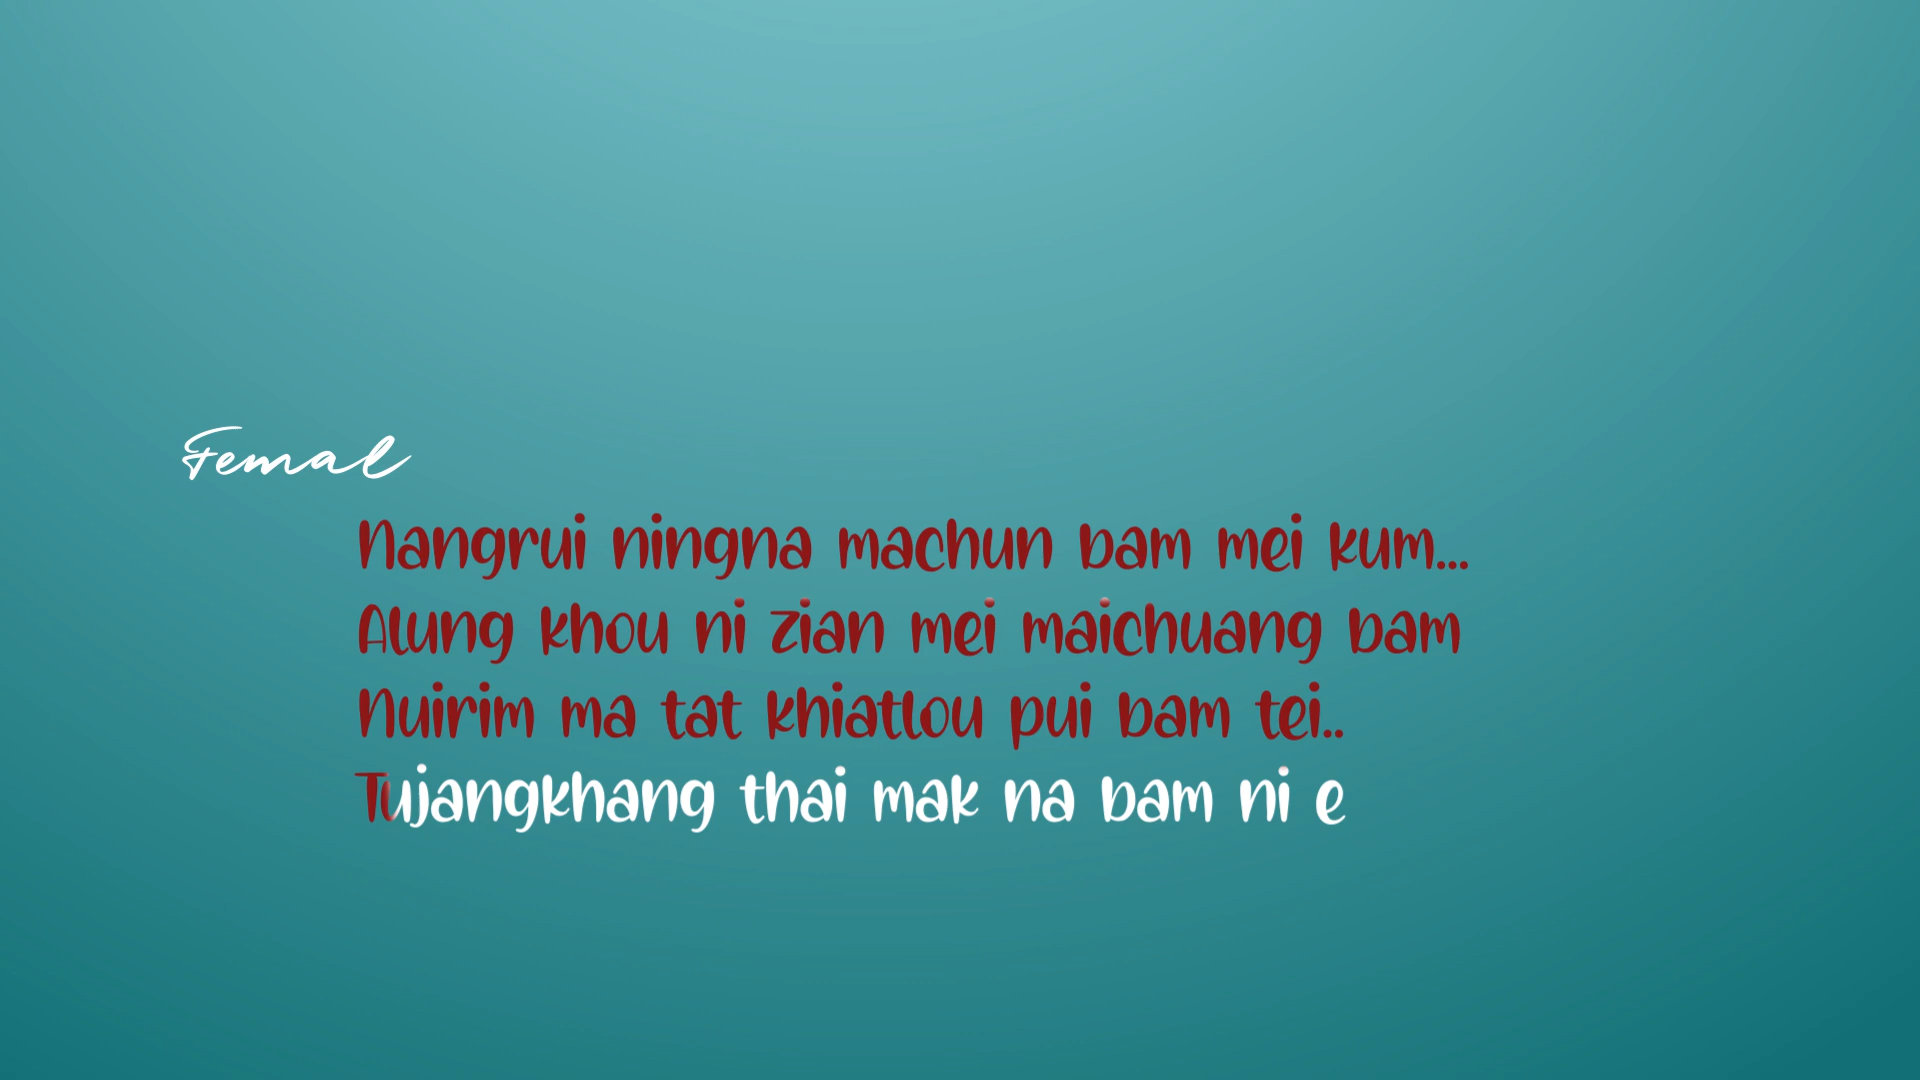 Femal
Nangrui ningna machun bam mei kum...
Alung khou ni zian mei maichuang bam
Nuirim ma tat khiatlou pui bam tei..
Tujangkhang thai mak na bam ni e